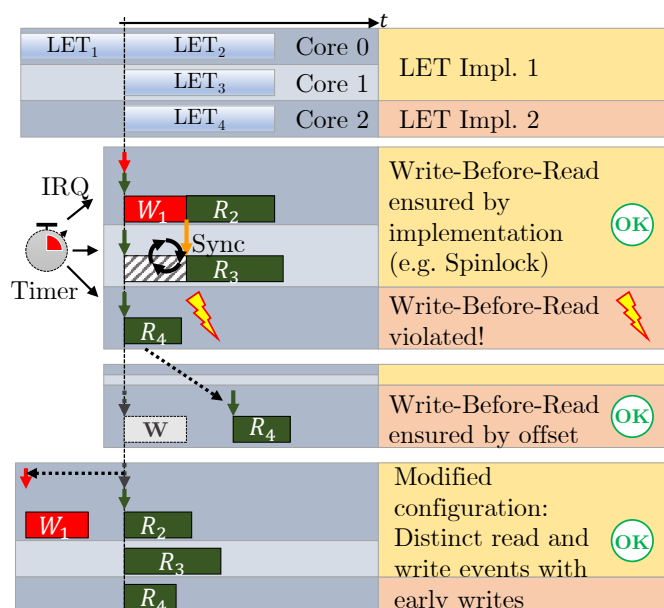 t
LET₁ LET₂ Core 0
LET Impl. 1
LET₃ Core 1
LET₄ Core 2 LET Impl. 2
IRQ
Timer
W₁ R₂
Sync
R₃
R₄
Write-Before-Read
ensured by
implementation
(e.g. Spinlock)
OK
Write-Before-Read
violated!
W R₄
Write-Before-Read
ensured by offset
OK
W₁ R₂
R₃
R₄
Modified
configuration:
Distinct read and
write events with
early writes
OK